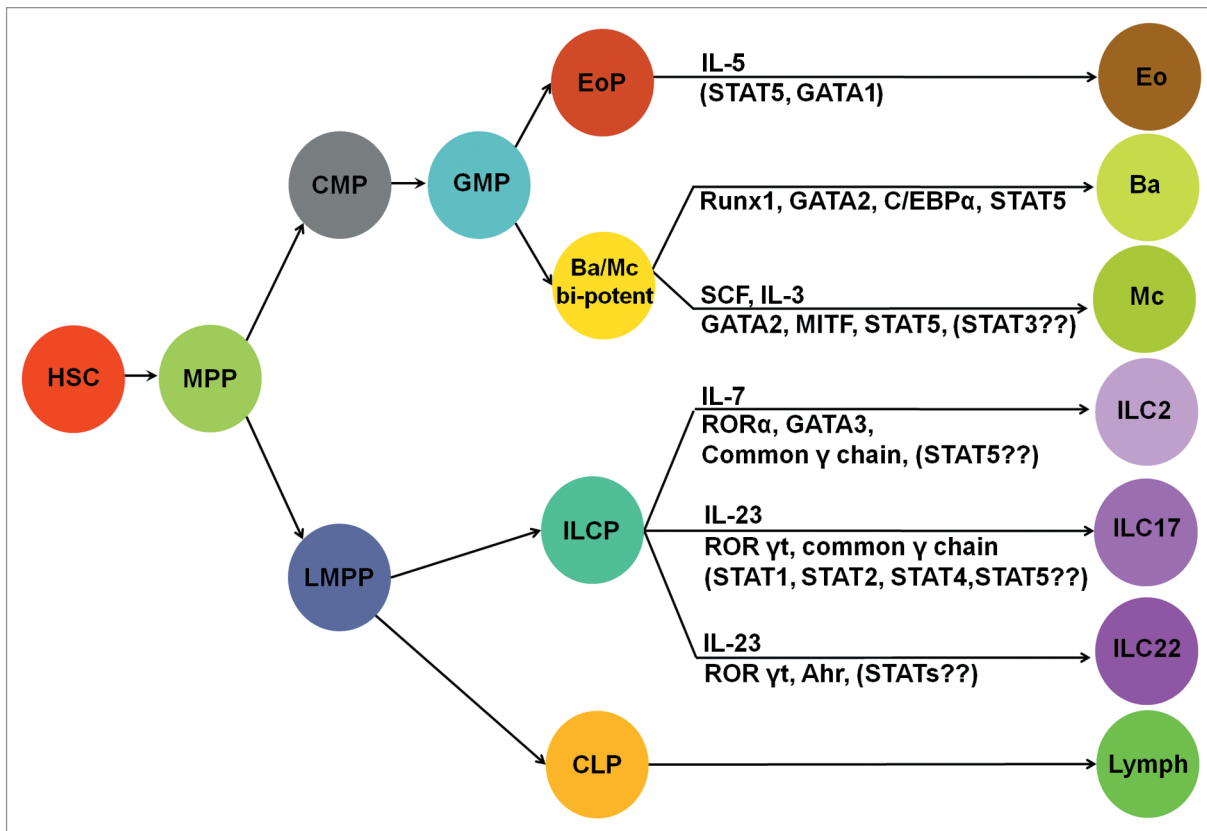 EoP
IL-5
(STAT5, GATA1)
Eo
CMP
GMP
Runx1, GATA2, C/EBPα, STAT5
Ba
Ba/Mc
bi-potent
SCF, IL-3
GATA2, MITF, STAT5, (STAT3??)
Mc
HSC
MPP
IL-7
RORα, GATA3,
Common γ chain, (STAT5??)
ILC2
LMPP
ILCP
IL-23
ROR γt, common γ chain
(STAT1, STAT2, STAT4,STAT5??)
ILC17
IL-23
ROR γt, Ahr, (STATs??)
ILC22
CLP
Lymph